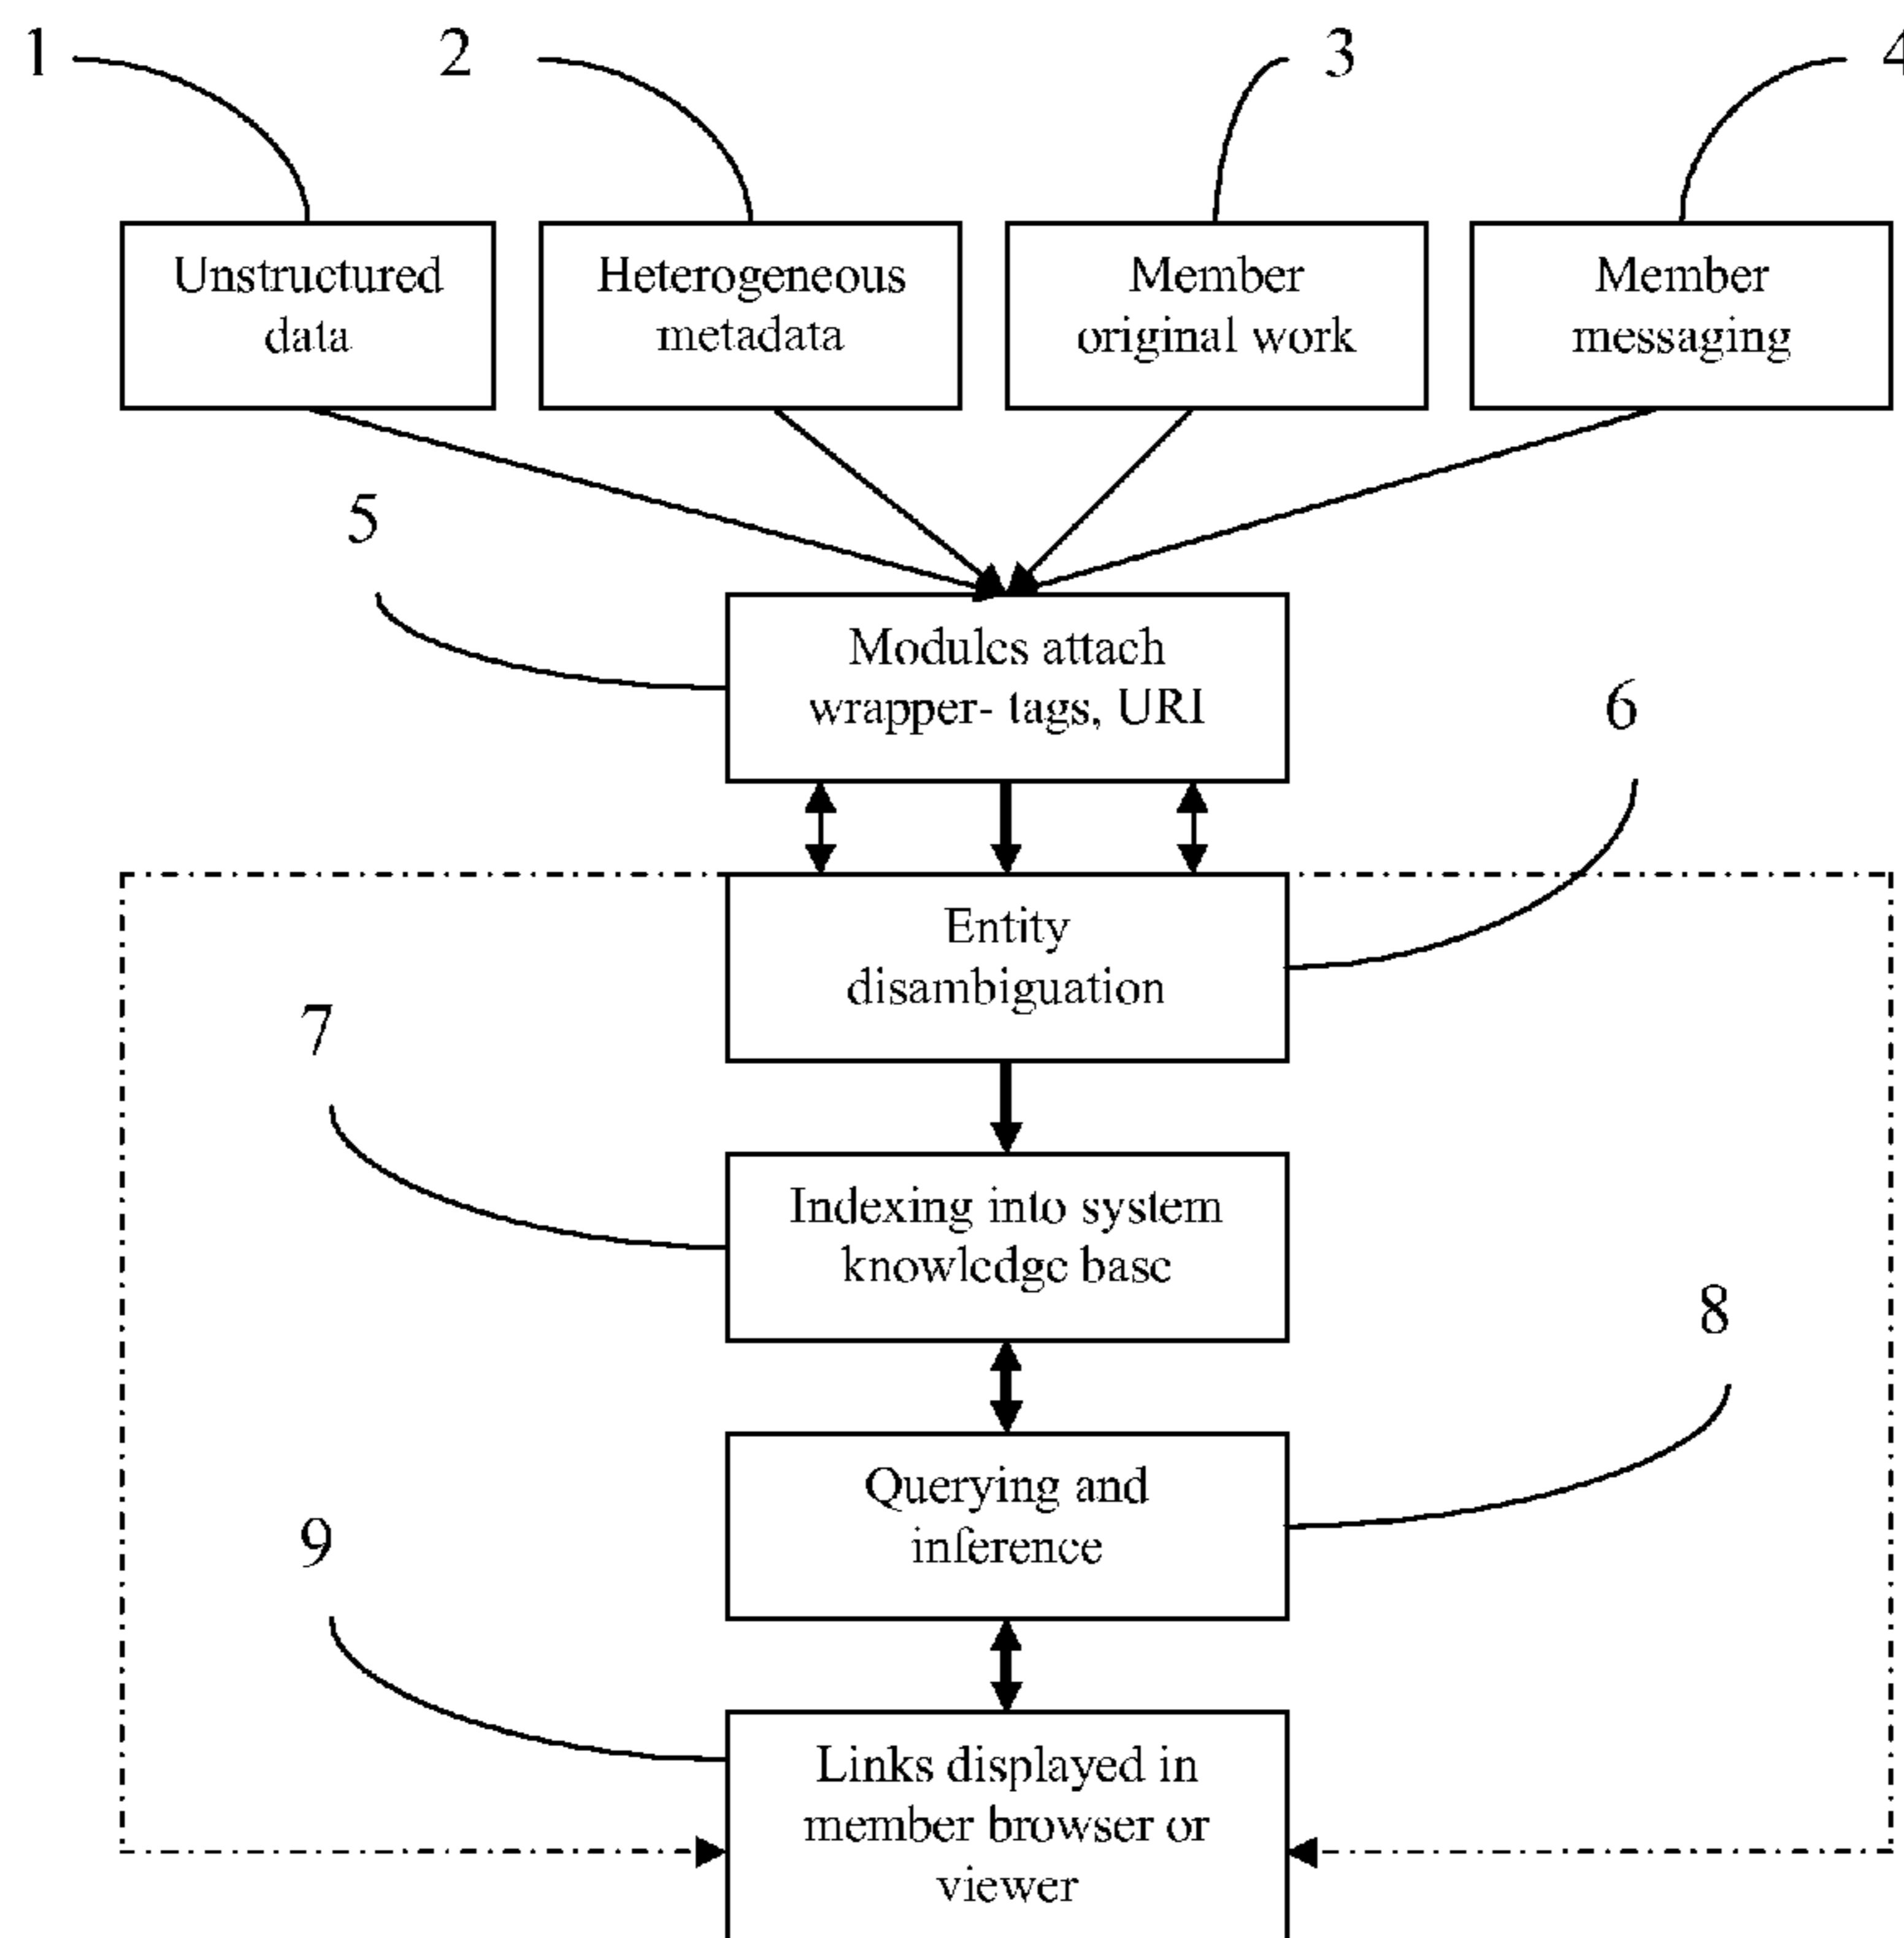 1
2
3
4
Unstructured
data
Heterogeneous
metadata
Member
original work
Member
messaging
5
Modules attach
wrapper- tags, URI
6
Entity
disambiguation
7
Indexing into system
knowledge base
8
Querying and
inference
9
Links displayed in
member browser or
viewer